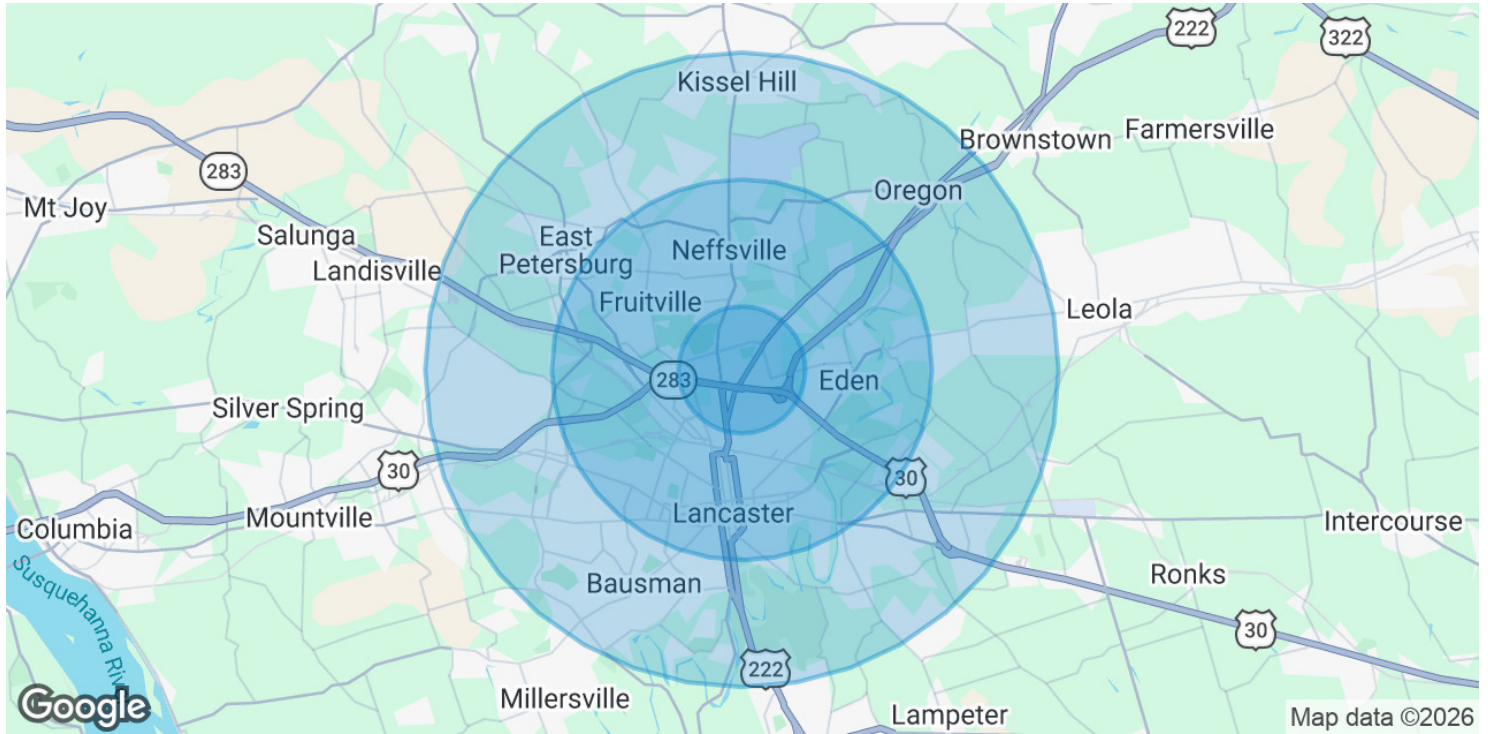 222
322
Kissel Hill
Brownstown
Farmersville
283
Oregon
Mt Joy
Salunga
East
Petersburg
Neffsville
Landisville
Fruitville
Leola
283
Eden
Silver Spring
30
30
Lancaster
Mountville
Columbia
Intercourse
Susquehanna Riv
Bausman
Ronks
30
222
Millersville
Lampeter
Google
Map data ©2026